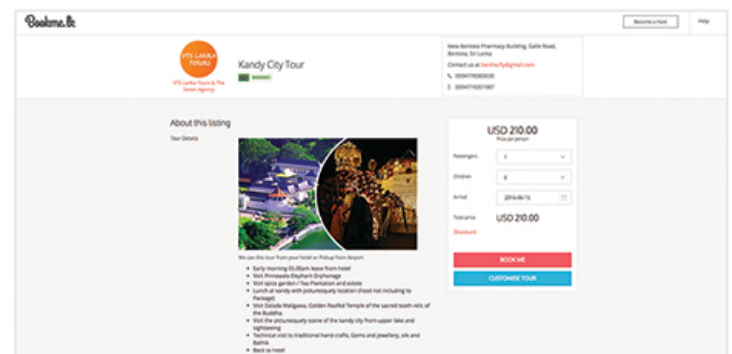 Bookme.lk
Become a Host
Help
VTS LANKA
TOURS
VTS Lanka Tours & The
Seven Agency
Kandy City Tour
New Bentota Pharmacy Building, Galle Road,
Bentota, Sri Lanka
Contact us at
About this listing
Tour Details
USD 210.00
Price per person
Passengers
1
Children
0
Arrival
2016-06-13
Total price
USD 210.00
Discount
BOOK ME
CUSTOMISE TOUR
We can this tour from your hotel or Pickup from Airport
Early morning 05.00am leave from hotel
Visit Pinnawala Elephant Orphanage
Visit spice garden / Tea Plantation and estate
Lunch at sandy with picturesquely location (Food not including to
Package)
Visit Dalada Maligawa, Golden Roofed Temple of the sacred tooth relic of
the Buddha.
Visit the picturesquely scene of the kandy city from upper lake and
sightseeing
Technical visit to traditional hand crafts, Gems and jewellery, silk and
Bathik
Back to hotel